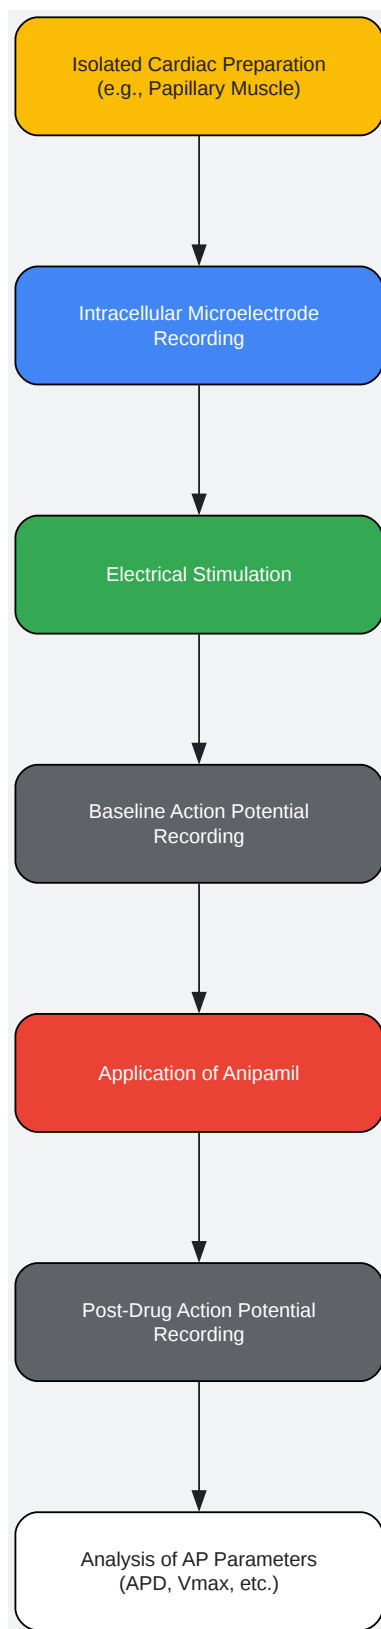 Isolated Cardiac Preparation
(e.g., Papillary Muscle)
Intracellular Microelectrode
Recording
Electrical Stimulation
Baseline Action Potential
Recording
Application of Anipamil
Post-Drug Action Potential
Recording
Analysis of AP Parameters
(APD, Vmax, etc.)